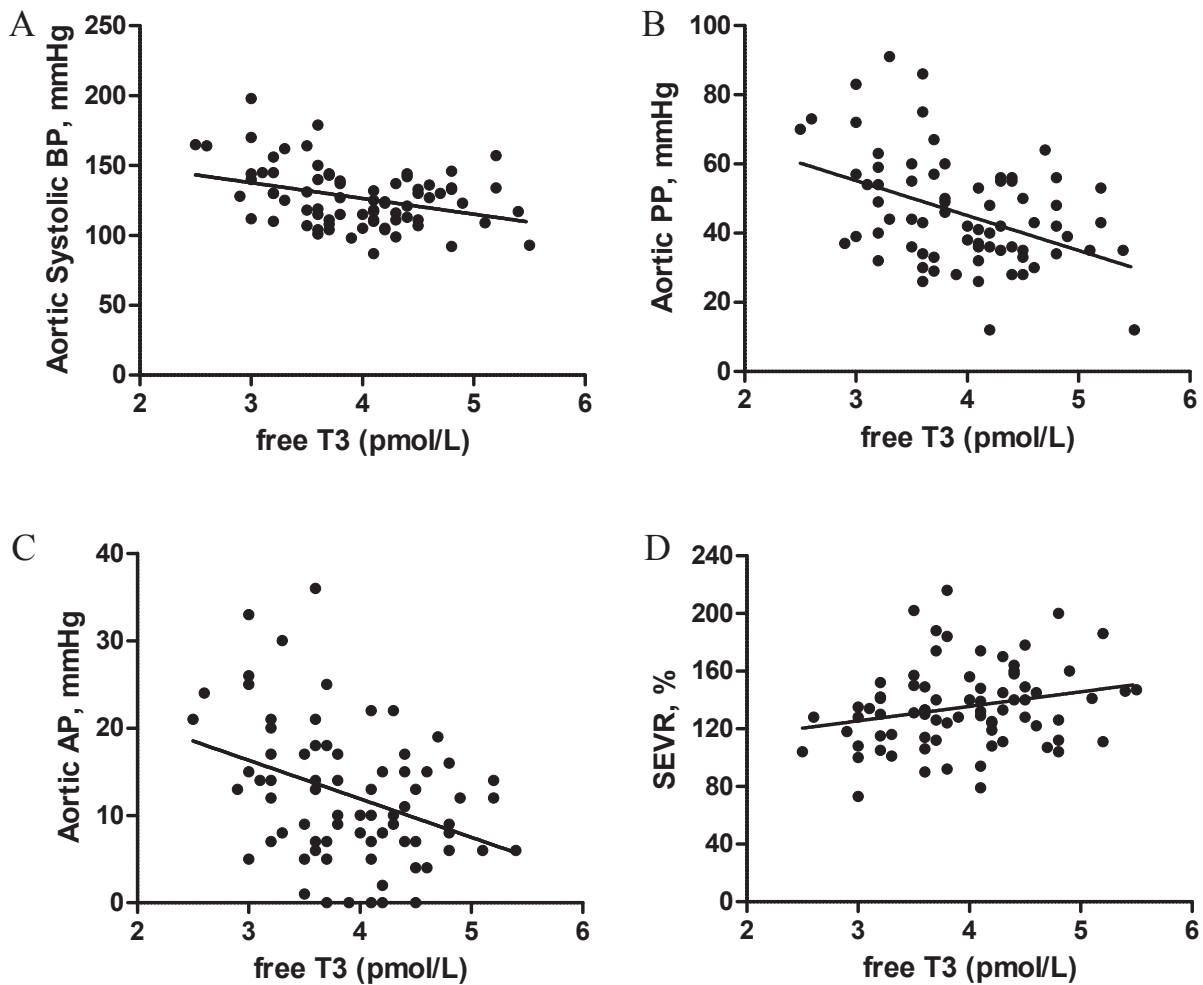 A
Aortic Systolic BP, mmHg
250
200
150
100
50
0
2 3 4 5 6
free T3 (pmol/L)
B
Aortic PP, mmHg
100
80
60
40
20
0
2 3 4 5 6
free T3 (pmol/L)
C
Aortic AP, mmHg
40
30
20
10
0
2 3 4 5 6
free T3 (pmol/L)
D
SEVR, %
240
200
160
120
80
40
0
2 3 4 5 6
free T3 (pmol/L)